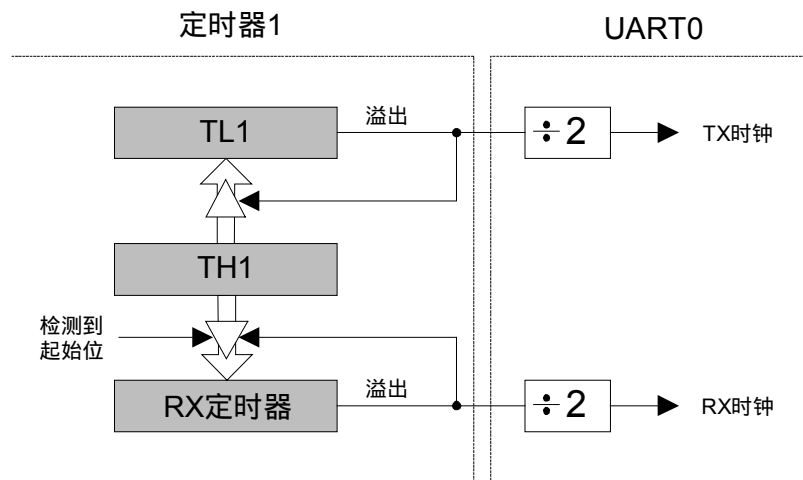 定时器1
UART0
TL1
溢出
÷2
TX时钟
TH1
检测到
起始位
RX定时器
溢出
÷2
RX时钟